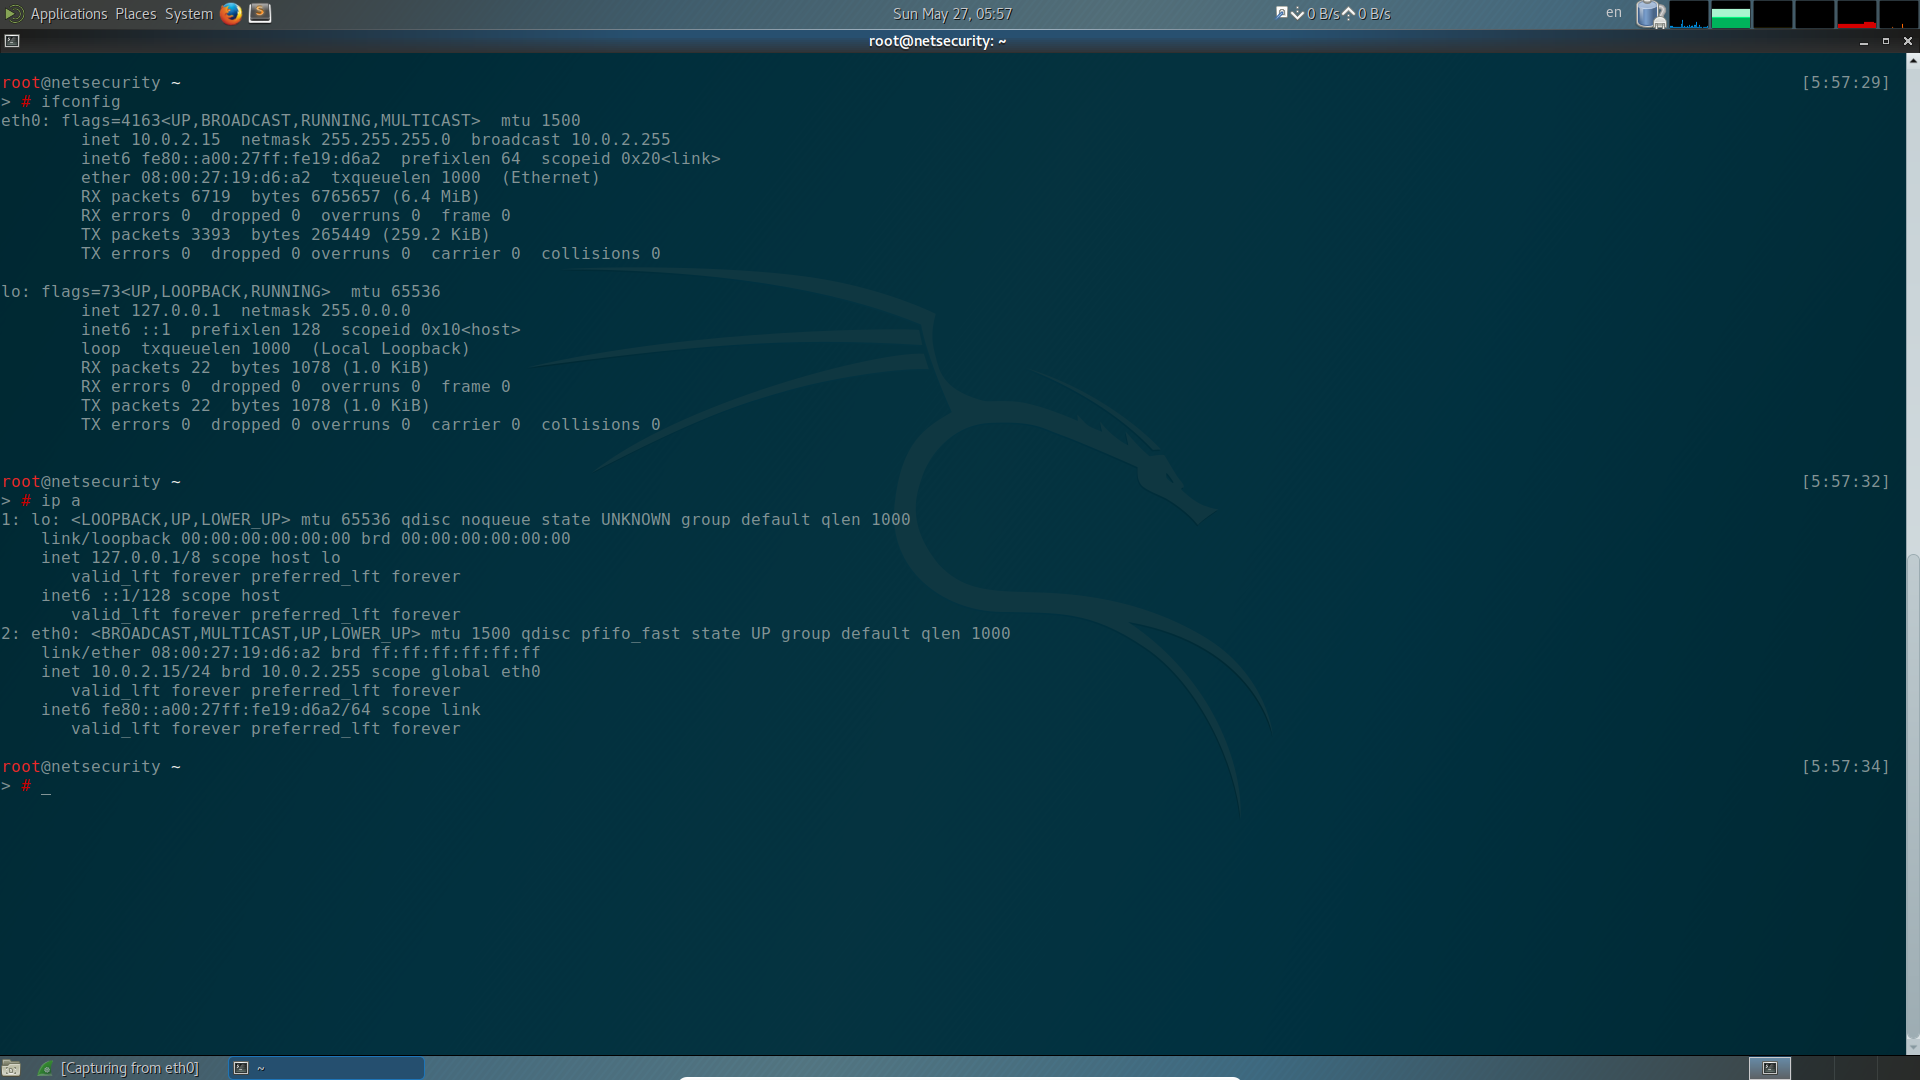 Applications Places System
Sun May 27, 05:57
0 B/s 0 B/s
en
root@netsecurity: ~
root@netsecurity ~ [5:57:29]
> # ifconfig
eth0: flags=4163<UP,BROADCAST,RUNNING,MULTICAST>  mtu 1500
        inet 10.0.2.15  netmask 255.255.255.0  broadcast 10.0.2.255
        inet6 fe80::a00:27ff:fe19:d6a2  prefixlen 64  scopeid 0x20<link>
        ether 08:00:27:19:d6:a2  txqueuelen 1000  (Ethernet)
        RX packets 6719  bytes 6765657 (6.4 MiB)
        RX errors 0  dropped 0  overruns 0  frame 0
        TX packets 3393  bytes 265449 (259.2 KiB)
        TX errors 0  dropped 0 overruns 0  carrier 0  collisions 0
lo: flags=73<UP,LOOPBACK,RUNNING>  mtu 65536
        inet 127.0.0.1  netmask 255.0.0.0
        inet6 ::1  prefixlen 128  scopeid 0x10<host>
        loop  txqueuelen 1000  (Local Loopback)
        RX packets 22  bytes 1078 (1.0 KiB)
        RX errors 0  dropped 0  overruns 0  frame 0
        TX packets 22  bytes 1078 (1.0 KiB)
        TX errors 0  dropped 0 overruns 0  carrier 0  collisions 0
root@netsecurity ~ [5:57:32]
> # ip a
1: lo: <LOOPBACK,UP,LOWER_UP> mtu 65536 qdisc noqueue state UNKNOWN group default qlen 1000
    link/loopback 00:00:00:00:00:00 brd 00:00:00:00:00:00
    inet 127.0.0.1/8 scope host lo
       valid_lft forever preferred_lft forever
    inet6 ::1/128 scope host
       valid_lft forever preferred_lft forever
2: eth0: <BROADCAST,MULTICAST,UP,LOWER_UP> mtu 1500 qdisc pfifo_fast state UP group default qlen 1000
    link/ether 08:00:27:19:d6:a2 brd ff:ff:ff:ff:ff:ff
    inet 10.0.2.15/24 brd 10.0.2.255 scope global eth0
       valid_lft forever preferred_lft forever
    inet6 fe80::a00:27ff:fe19:d6a2/64 scope link
       valid_lft forever preferred_lft forever
root@netsecurity ~ [5:57:34]
> # _
[Capturing from eth0]
~